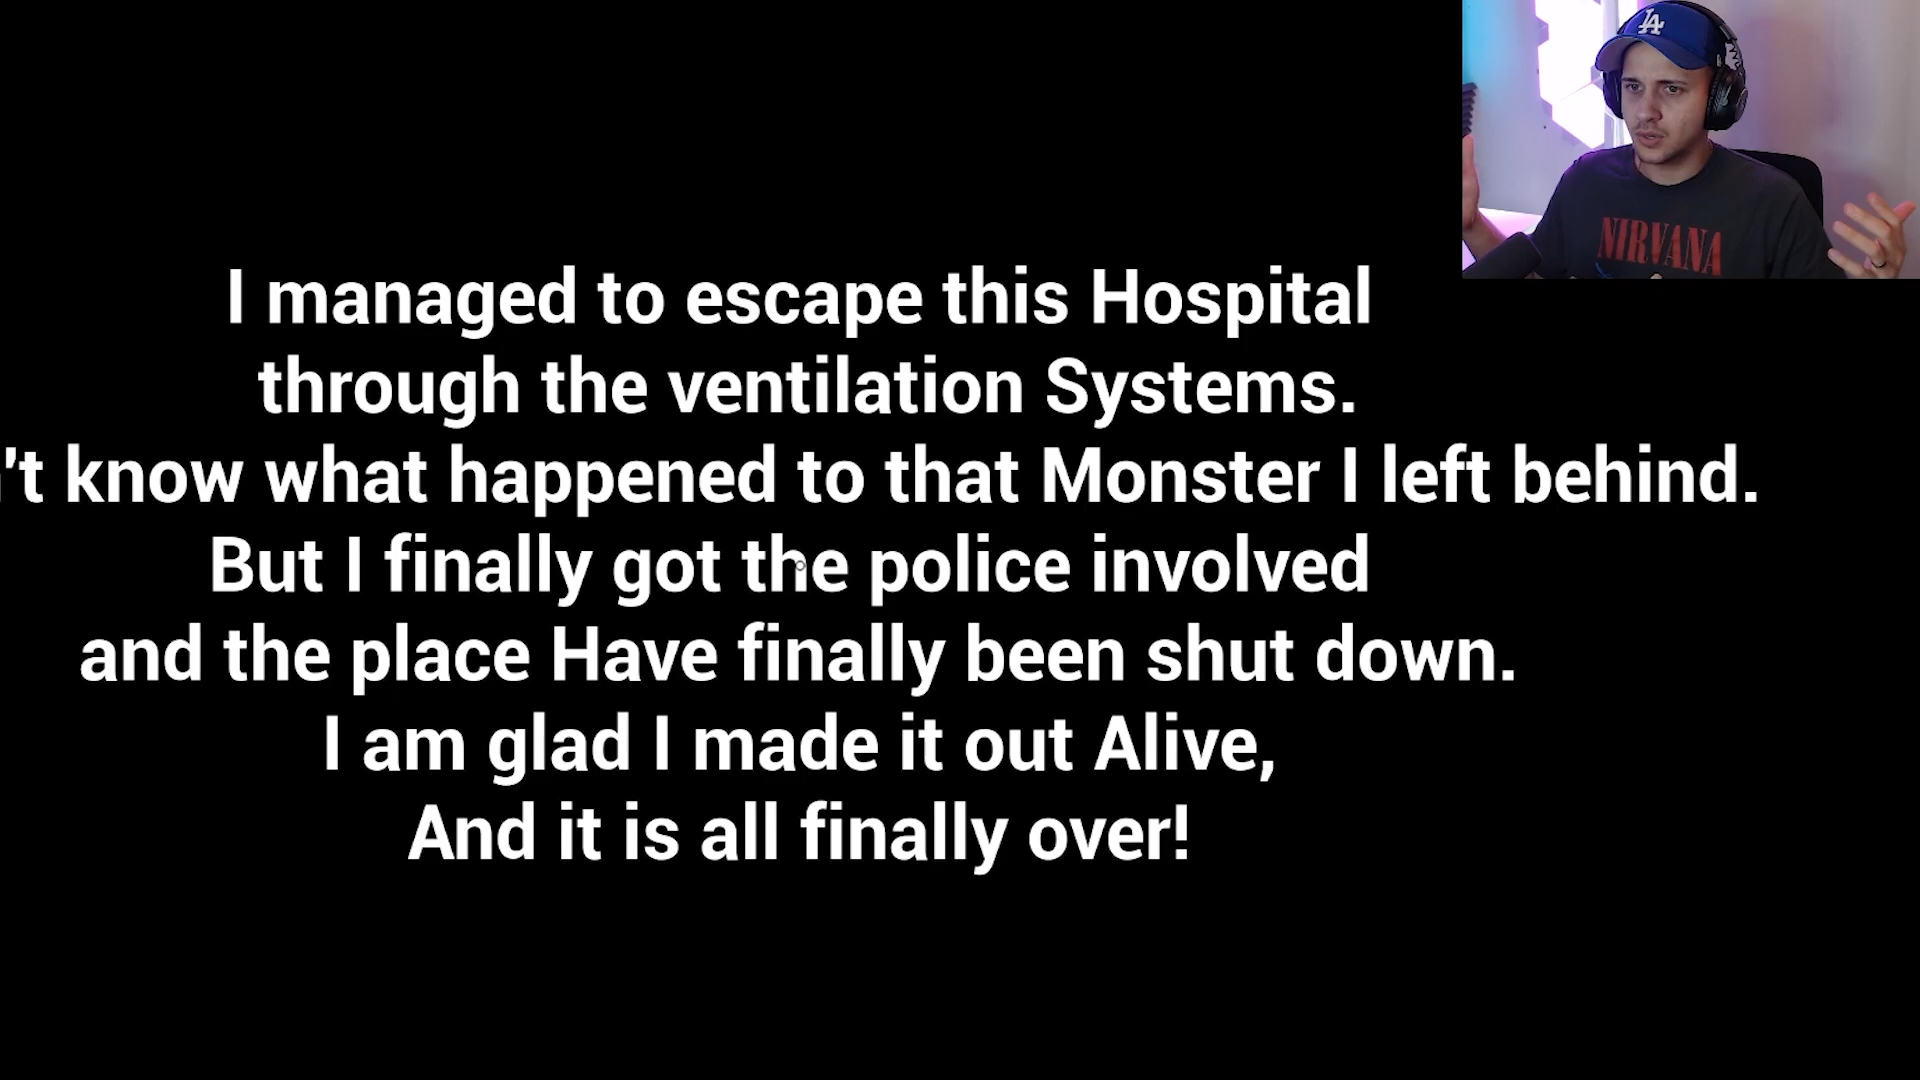 LA
NIRVANA
I managed to escape this Hospital
through the ventilation Systems.
't know what happened to that Monster I left behind.
But I finally got the police involved
and the place Have finally been shut down.
I am glad I made it out Alive,
And it is all finally over!